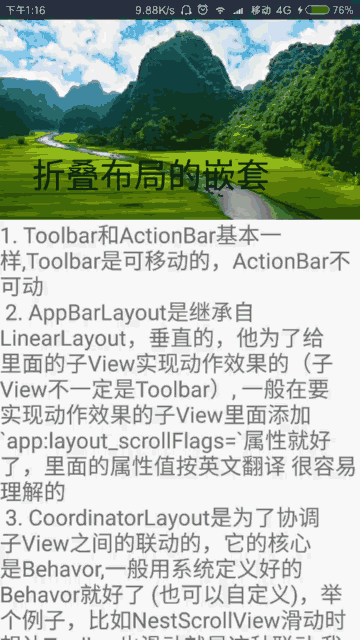 下午1:16 9.88K/s 移动 4G 76%
折叠布局的嵌套
1. Toolbar和ActionBar基本一
样,Toolbar是可移动的，ActionBar不
可动
2. AppBarLayout是继承自
LinearLayout，垂直的，他为了给
里面的子View实现动作效果的（子
View不一定是Toolbar）, 一般在要
实现动作效果的子View里面添加
`app:layout_scrollFlags=`属性就好
了，里面的属性值按英文翻译 很容易
理解的
3. CoordinatorLayout是为了协调
子View之间的联动的，它的核心
是Behavor,一般用系统定义好的
Behavor就好了 (也可以自定义)，举
个例子，比如NestScrollView滑动时